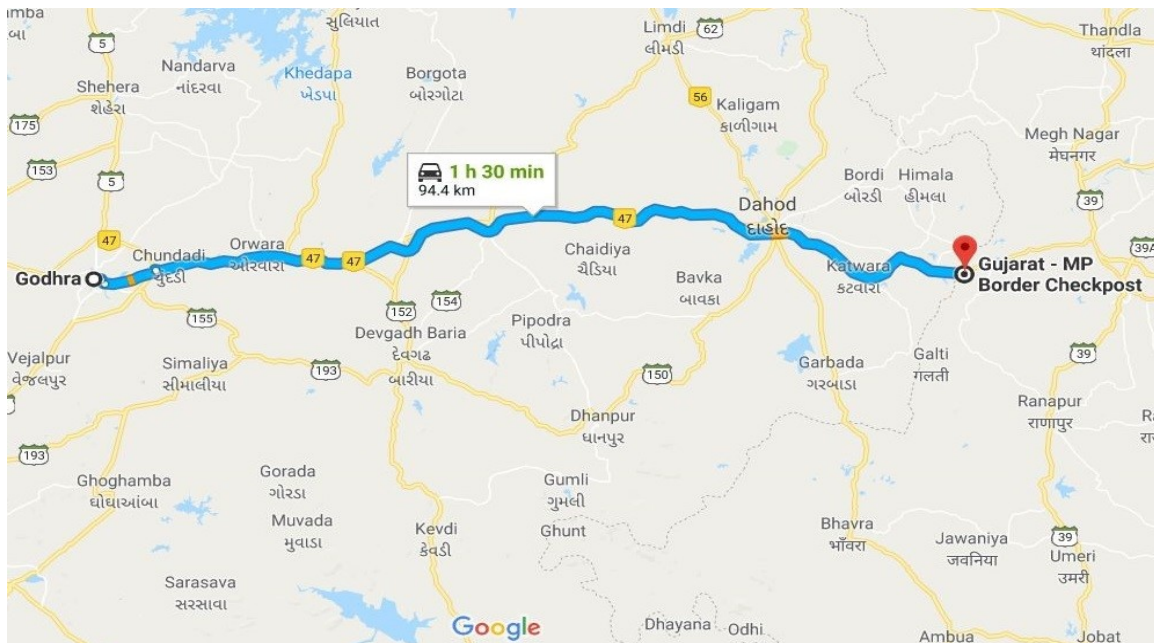 બા
સુલિયાત
5
Nandarva
નાંદરવા
Shehera
શેહેરા
Khedapa
ખેડપા
Borgota
બોરગોટા
Limdi
લીમડી
62
Thandla
थांदला
175
153
5
56
Kaligam
કાળીગામ
Megh Nagar
મેઘનગર
1 h 30 min
94.4 km
Bordi
બોરડી
Himala
હીમલા
39
47
Chundadi
ચુંદડી
Orwara
ઓરવારા
47
47
47
Dahod
દાહોદ
Chaidiya
ચૈડિયા
39A
Godhra
Bavka
બાવકા
Katwara
કટવારા
Gujarat - MP
Border Checkpost
155
152
154
Vejalpur
વેજલપુર
Simaliya
સીમાલીયા
193
Devgadh Baria
દેવગઢ
બારીયા
Pipodra
પીપોદ્રા
150
Garbada
ગરબાડા
Galti
ગલતી
39
Ranapur
રાણાપુર
193
Dhanpur
ધાનપુર
Ghoghamba
ઘોઘાઆંબા
Gorada
ગોરડા
Gumli
ગુમલી
Muvada
મુવાડા
Kevdi
કેવડી
Ghunt
Bhavra
भाँवरा
Jawaniya
जवनिया
39
Umeri
उमरी
Sarasava
સરસાવા
Google
Dhayana
Odhi
Ambua
Jobat